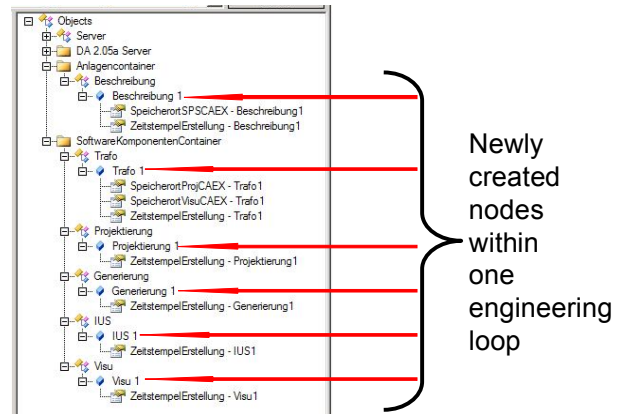 Objects
Server
DA 2.05a Server
Anlagencontainer
Beschreibung
Beschreibung 1
SpeicherortSPSCAEX - Beschreibung1
ZeitstempelErstellung - Beschreibung1
SoftwareKomponentenContainer
Trafo
Trafo 1
SpeicherortProjCAEX - Trafo1
SpeicherortVisuCAEX - Trafo1
ZeitstempelErstellung - Trafo1
Projektierung
Projektierung 1
ZeitstempelErstellung - Projektierung1
Generierung
Generierung 1
ZeitstempelErstellung - Generierung1
IUS
IUS 1
ZeitstempelErstellung - IUS1
Visu
Visu 1
ZeitstempelErstellung - Visu1
Newly
created
nodes
within
one
engineering
loop